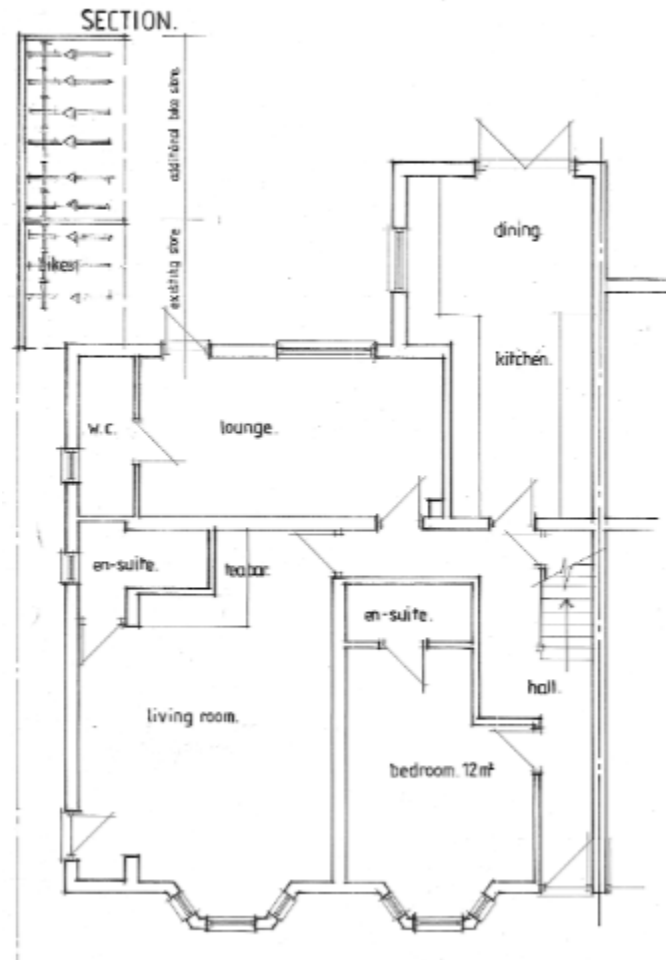 SECTION.
additional bike store.
existing store
bikes
dining.
kitchen.
w.c.
lounge.
en-suite.
tea bar.
en-suite.
hall.
living room.
bedroom. 12m²